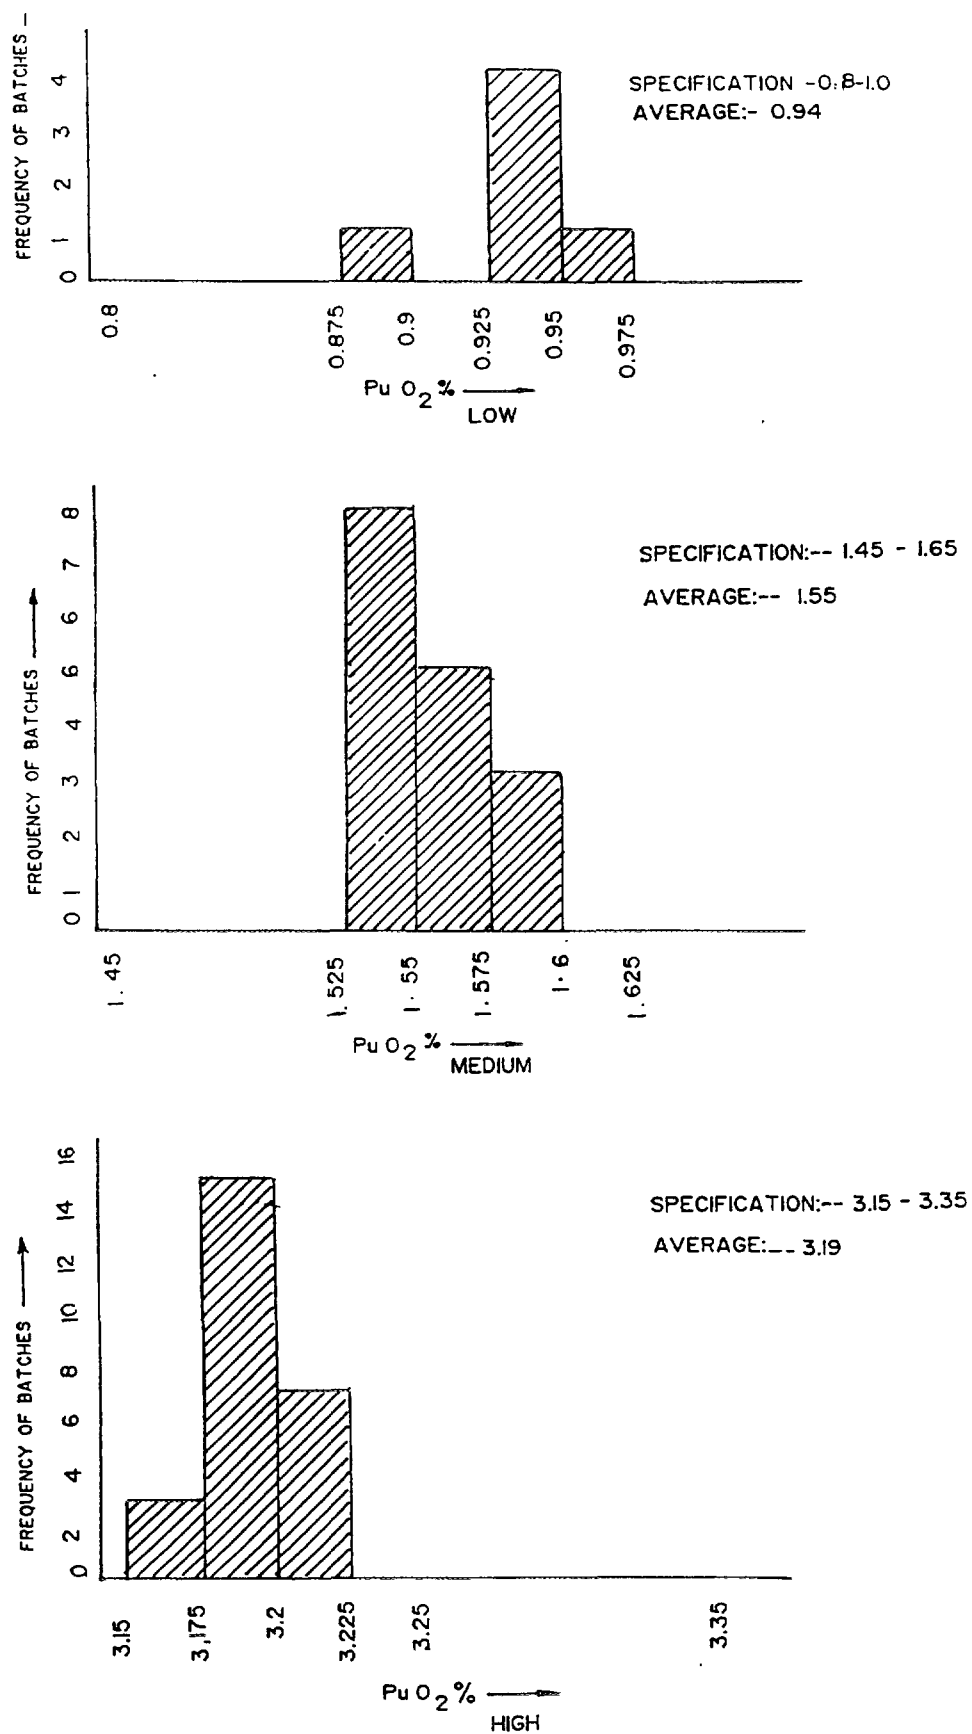 FREQUENCY OF BATCHES –
4
3
2
1
0
SPECIFICATION -0.8-1.0
AVERAGE:- 0.94
0.8
0.875
0.9
0.925
0.95
0.975
Pu O2 %
LOW
FREQUENCY OF BATCHES
8
7
6
6
4
3
2
1
0
SPECIFICATION:-- 1.45 - 1.65
AVERAGE:-- 1.55
1.45
1.525
1.55
1.575
1.6
1.625
Pu O2 %
MEDIUM
FREQUENCY OF BATCHES
16
14
12
10
8
6
4
2
0
SPECIFICATION:-- 3.15 - 3.35
AVERAGE:-- 3.19
3.15
3,175
3.2
3.225
3.25
3.35
Pu O2 %
HIGH